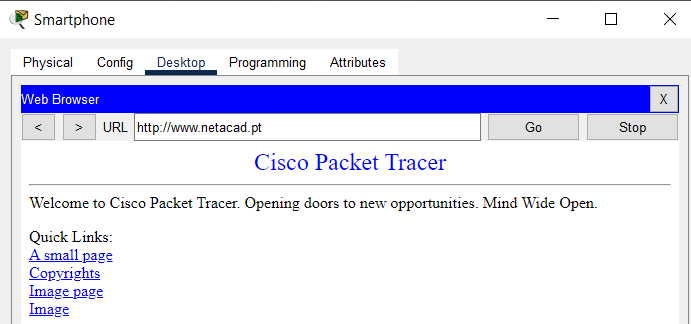 Smartphone
Physical Config Desktop Programming Attributes
Web Browser X
< > URL http://www.netacad.pt Go Stop
Cisco Packet Tracer
Welcome to Cisco Packet Tracer. Opening doors to new opportunities. Mind Wide Open.
Quick Links:
A small page
Copyrights
Image page
Image